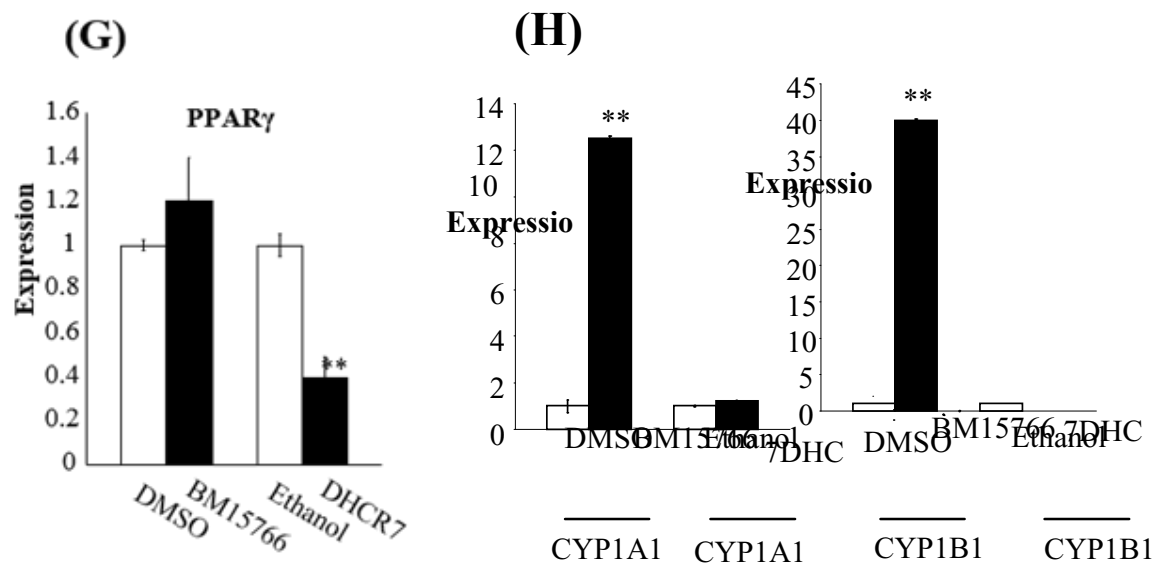 (G)
PPARγ
Expression
1.6
1.4
1.2
1
0.8
0.6
0.4
0.2
0
**
DMSO
BM15766
Ethanol
DHCR7
(H)
14
12
10
8
6
4
2
0
Expressio
**
DMSO
BM15766
Ethanol
7DHC
CYP1A1
CYP1A1
45
40
35
30
25
20
15
10
5
0
Expressio
**
DMSO
BM15766
Ethanol
7DHC
CYP1B1
CYP1B1